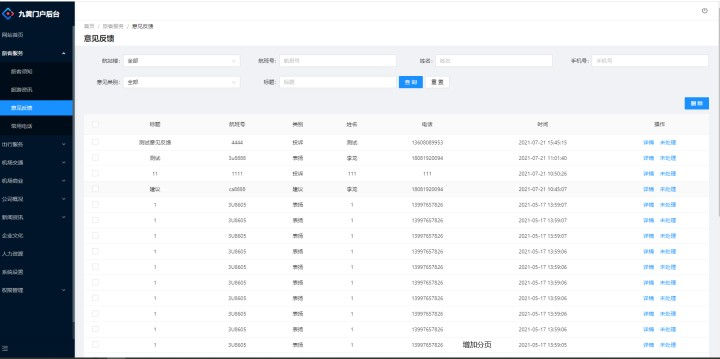 九黄门户后台
网站首页
旅客服务
旅客须知
旅游资讯
意见反馈
常用电话
出行服务
机场交通
机场商业
公司概况
新闻资讯
企业文化
人力资源
系统设置
权限管理
首页 / 旅客服务 / 意见反馈
意见反馈
航站楼: 全部 航班号: 航班号 姓名: 姓名 手机号: 手机号
意见类别: 全部 标题: 标题 查 询 重 置
删 除
标题 航班号 类别 姓名 电话 时间 操作
测试意见反馈 4444 投诉 测试 13608089953 2021-07-21 15:45:15 详情 未处理
测试 3u8888 表扬 李龙 18081920094 2021-07-21 11:01:40 详情 未处理
11 1111 投诉 111 111 2021-07-21 10:50:26 详情 未处理
建议 ca8888 建议 李龙 18081920094 2021-07-21 10:45:07 详情 未处理
1 3U8605 表扬 1 13997657826 2021-05-17 13:59:07 详情 未处理
1 3U8605 表扬 1 13997657826 2021-05-17 13:59:07 详情 未处理
1 3U8605 表扬 1 13997657826 2021-05-17 13:59:07 详情 未处理
1 3U8605 表扬 1 13997657826 2021-05-17 13:59:06 详情 未处理
1 3U8605 表扬 1 13997657826 2021-05-17 13:59:06 详情 未处理
1 3U8605 表扬 1 13997657826 2021-05-17 13:59:06 详情 未处理
1 3U8605 表扬 1 13997657826 2021-05-17 13:59:06 详情 未处理
1 3U8605 表扬 1 13997657826 2021-05-17 13:59:06 详情 未处理
1 3U8605 表扬 1 13997657826 2021-05-17 13:59:06 详情 未处理
1 3U8605 表扬 1 13997657826 2021-05-17 13:59:05 详情 未处理
增加分页